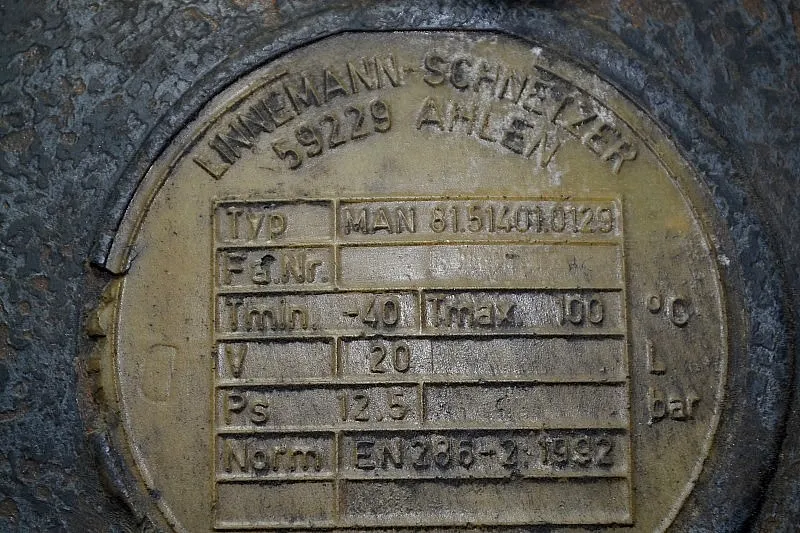 LINNEMANN-SCHNETZER
59229 AHLEN
Typ MAN 81.51401.0129
Fa.Nr.
Tmin. -40 Tmax. 100 °C
V 20 L
Ps 12.5 bar
Norm EN 286-2:1992